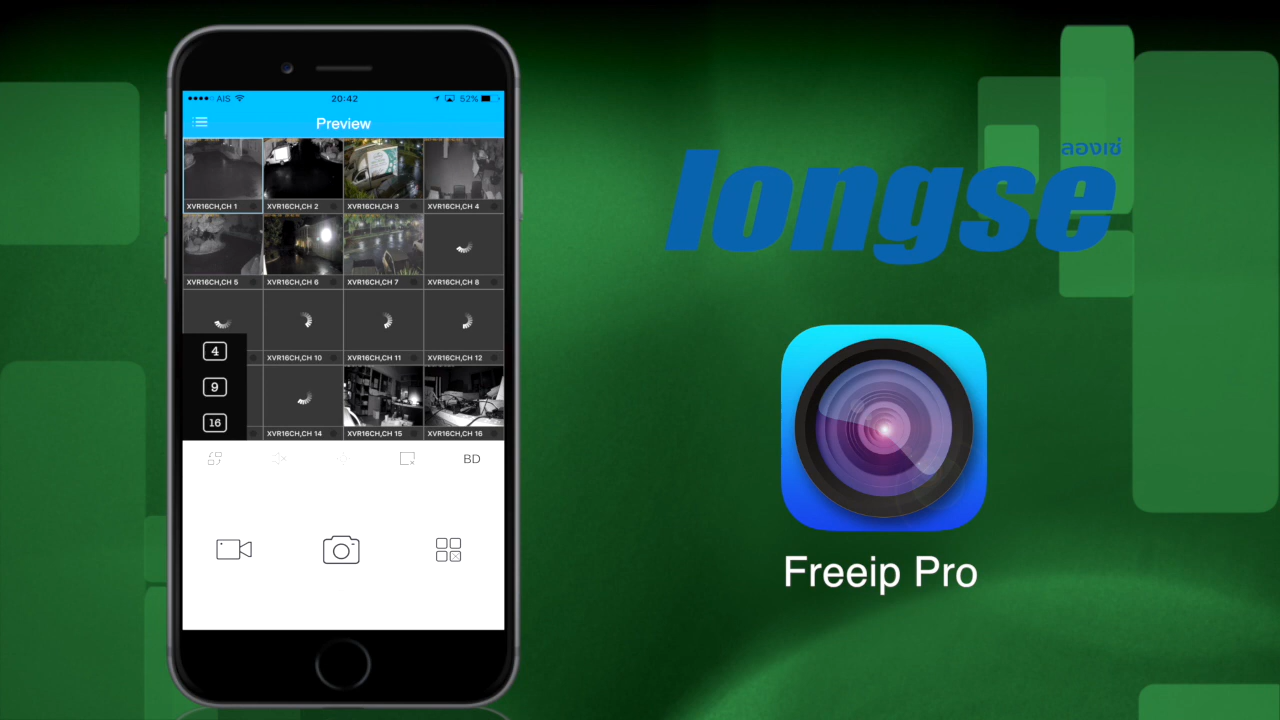 AIS
20:42
52%
Preview
XVR16CH,CH 1
XVR16CH,CH 2
XVR16CH,CH 3
XVR16CH,CH 4
XVR16CH,CH 5
XVR16CH,CH 6
XVR16CH,CH 7
XVR16CH,CH 8
XVR16CH,CH 10
XVR16CH,CH 11
XVR16CH,CH 12
4
9
16
XVR16CH,CH 14
XVR16CH,CH 15
XVR16CH,CH 16
BD
ลองเซ่
longse
Freeip Pro